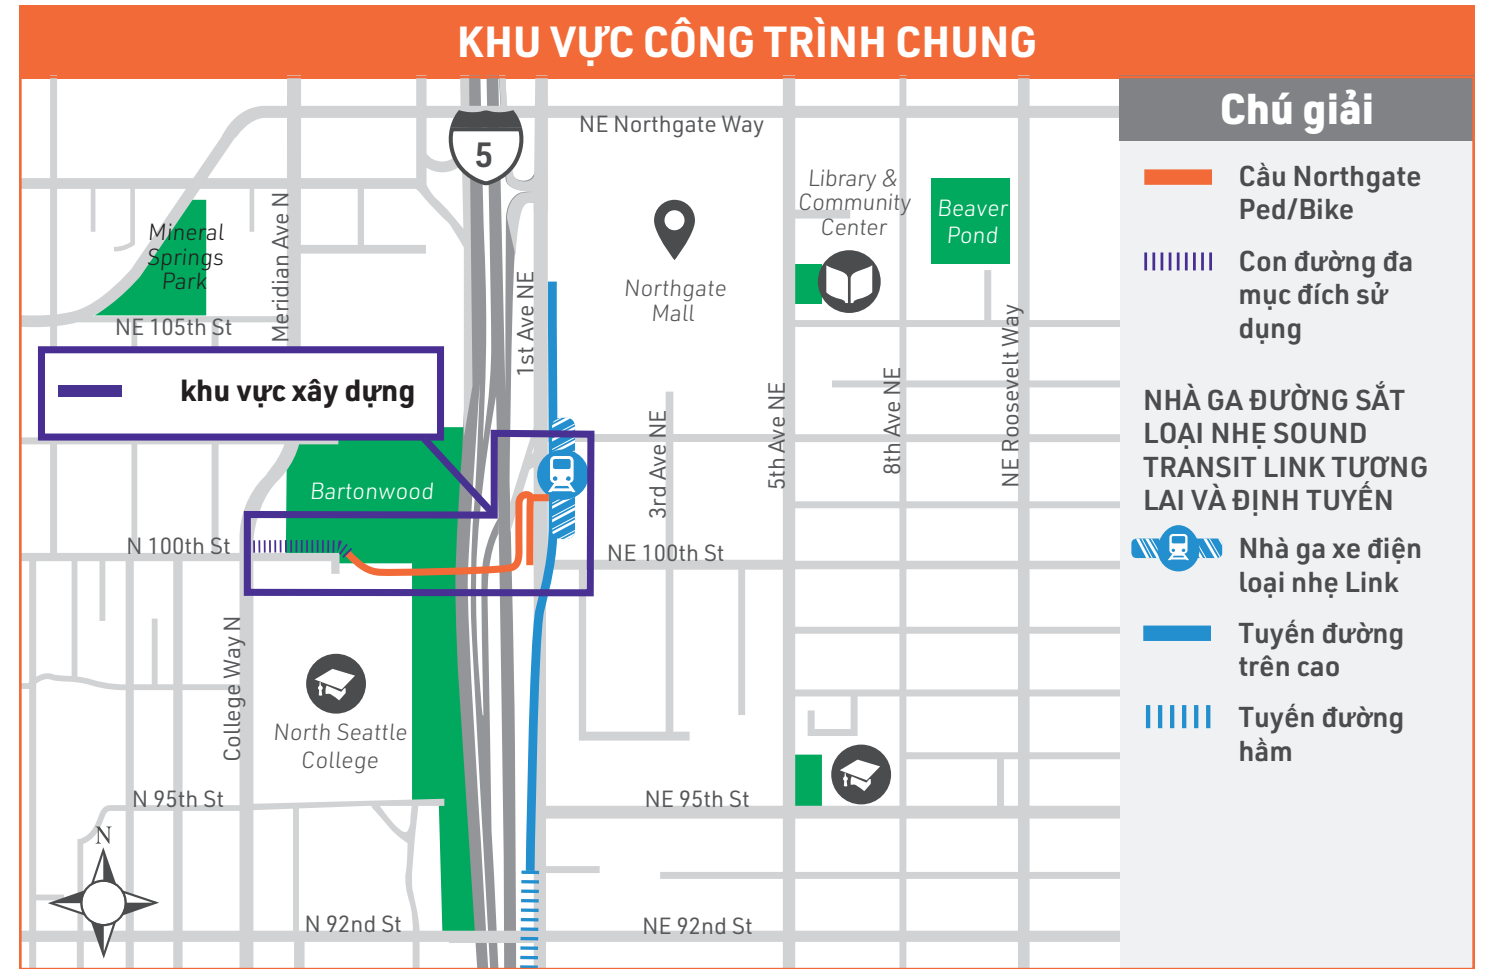 KHU VỰC CÔNG TRÌNH CHUNG
5
NE Northgate Way
Library &
Community
Center
Beaver
Pond
Mineral
Springs
Park
Meridian Ave N
Northgate
Mall
NE 105th St
1st Ave NE
NE Roosevelt Way
khu vực xây dựng
5th Ave NE
8th Ave NE
3rd Ave NE
Bartonwood
N 100th St
NE 100th St
College Way N
North Seattle
College
N 95th St
NE 95th St
N
N 92nd St
NE 92nd St
Chú giải
Cầu Northgate
Ped/Bike
Con đường đa
mục đích sử
dụng
NHÀ GA ĐƯỜNG SẮT
LOẠI NHẸ SOUND
TRANSIT LINK TƯƠNG
LAI VÀ ĐỊNH TUYẾN
Nhà ga xe điện
loại nhẹ Link
Tuyến đường
trên cao
Tuyến đường
hầm